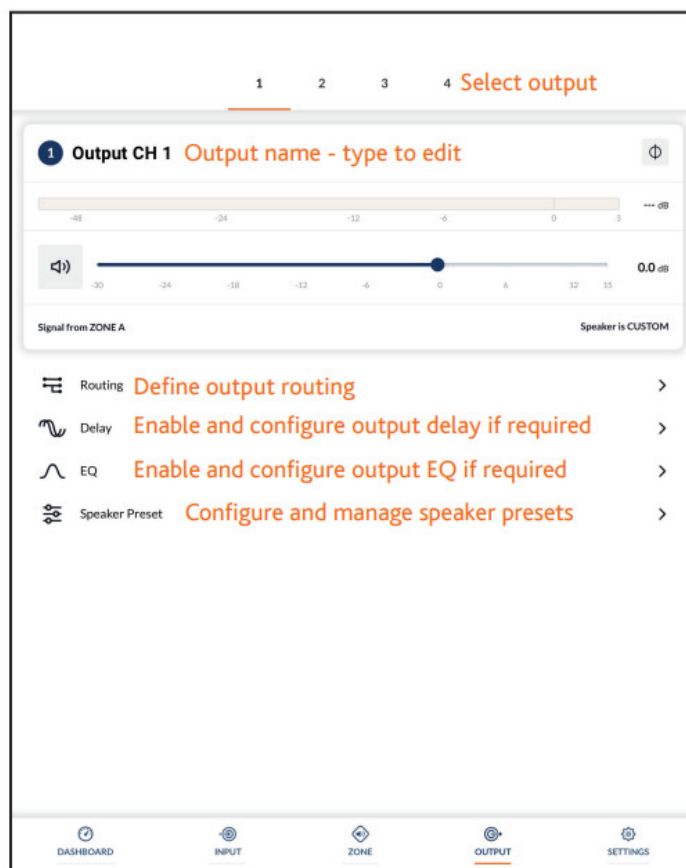 1 2 3 4 Select output
1 Output CH 1 Output name - type to edit
--- dB
-48 -24 -12 -6 0 3
0.0 dB
-30 -24 -18 -12 -6 0 6 12 15
Signal from ZONE A Speaker is CUSTOM
Routing Define output routing
Delay Enable and configure output delay if required
EQ Enable and configure output EQ if required
Speaker Preset Configure and manage speaker presets
DASHBOARD INPUT ZONE OUTPUT SETTINGS